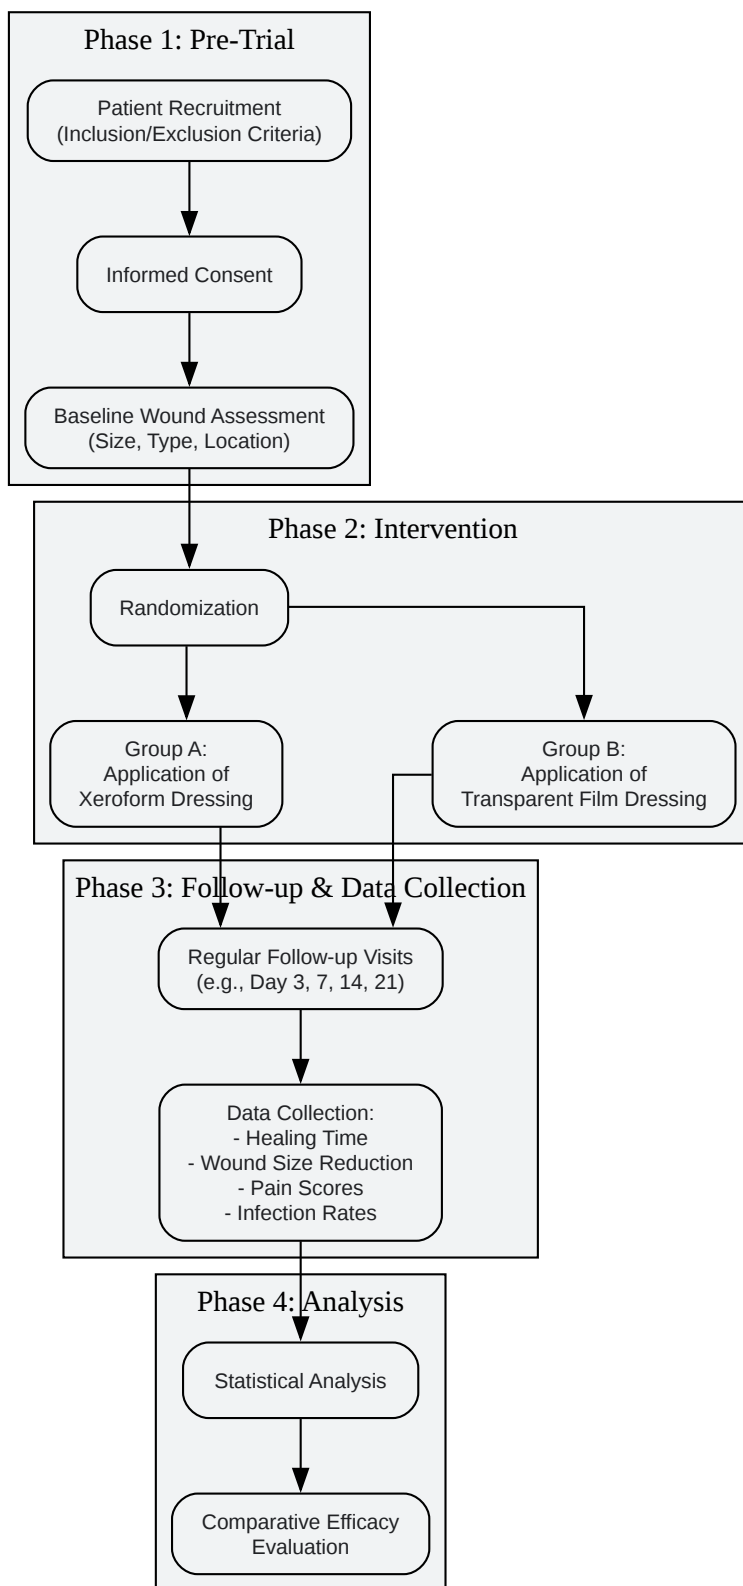 Phase 1: Pre-Trial
Patient Recruitment
(Inclusion/Exclusion Criteria)
Informed Consent
Baseline Wound Assessment
(Size, Type, Location)
Phase 2: Intervention
Randomization
Group A:
Application of
Xeroform Dressing
Group B:
Application of
Transparent Film Dressing
Phase 3: Follow-up & Data Collection
Regular Follow-up Visits
(e.g., Day 3, 7, 14, 21)
Data Collection:
- Healing Time
- Wound Size Reduction
- Pain Scores
- Infection Rates
Phase 4: Analysis
Statistical Analysis
Comparative Efficacy
Evaluation